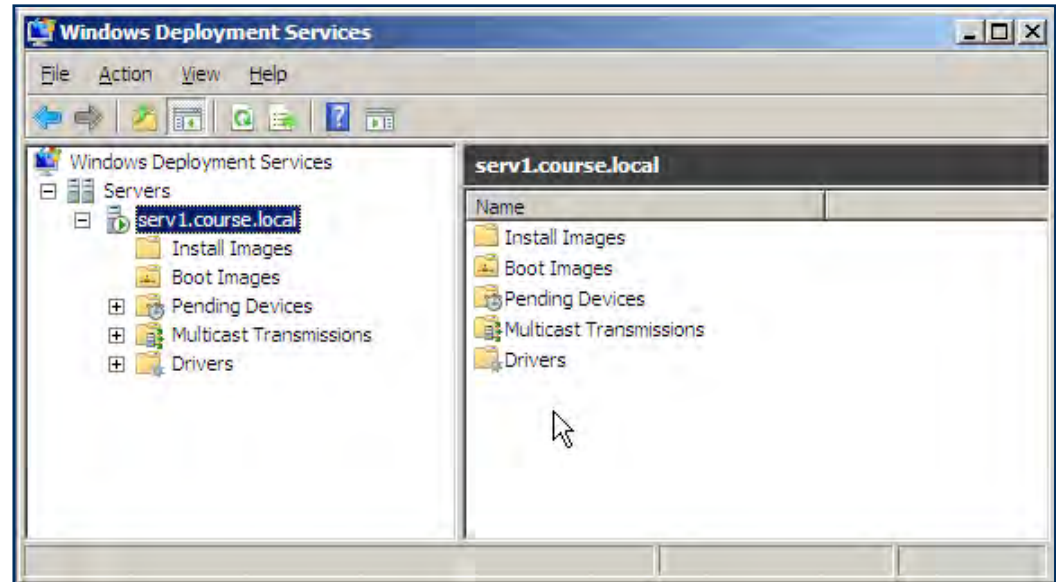 Windows Deployment Services
File Action View Help
Windows Deployment Services
Servers
serv1.course.local
Install Images
Boot Images
Pending Devices
Multicast Transmissions
Drivers
serv1.course.local
Name
Install Images
Boot Images
Pending Devices
Multicast Transmissions
Drivers